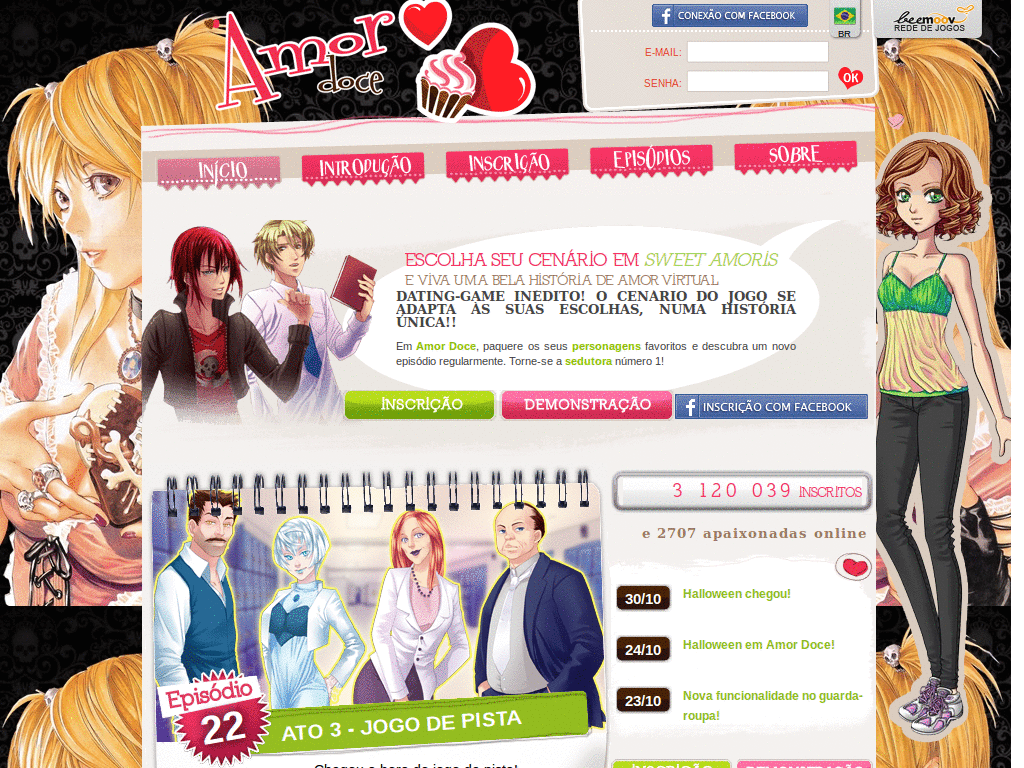 Amor
doce
CONEXÃO COM FACEBOOK
BR
beemoov
REDE DE JOGOS
E-MAIL:
SENHA:
OK
INÍCIO
INTRODUÇÃO
INSCRIÇÃO
EPISÓDIOS
SOBRE
ESCOLHA SEU CENÁRIO EM SWEET AMORIS
E VIVA UMA BELA HISTÓRIA DE AMOR VIRTUAL
DATING-GAME INEDITO! O CENARIO DO JOGO SE
ADAPTA ÀS SUAS ESCOLHAS, NUMA HISTÓRIA
ÚNICA!!
Em Amor Doce, paquere os seus personagens favoritos e descubra um novo
episódio regularmente. Torne-se a sedutora número 1!
INSCRIÇÃO
DEMONSTRAÇÃO
INSCRIÇÃO COM FACEBOOK
3 120 039 INSCRITOS
e 2707 apaixonadas online
30/10 Halloween chegou!
24/10 Halloween em Amor Doce!
23/10 Nova funcionalidade no guarda-
roupa!
Episódio
22
ATO 3 - JOGO DE PISTA
Chegou a hora do jogo de pista!
INSCRIÇÃO
DEMONSTRAÇÃO